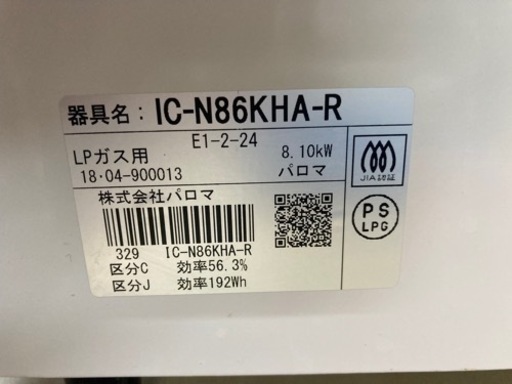 器具名：IC-N86KHA-R
E1-2-24
LPガス用 8.10kW
18・04-900013 パロマ
JIA認証
株式会社パロマ
PS
LPG
329 IC-N86KHA-R
区分C 効率56.3%
区分J 効率192Wh